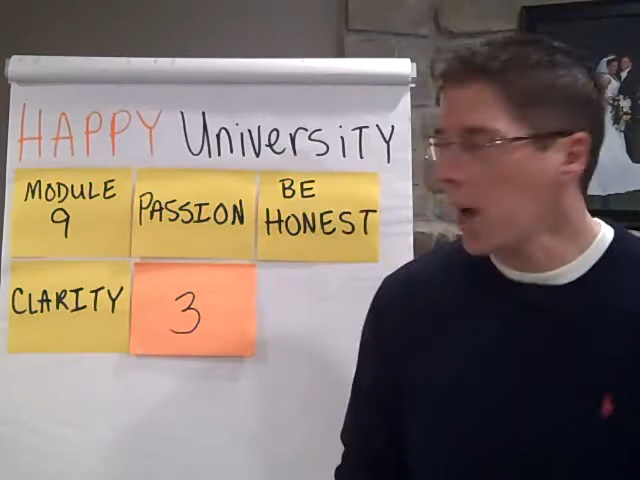 HAPPY University
MODULE
9
PASSION
BE
HONEST
CLARITY
3